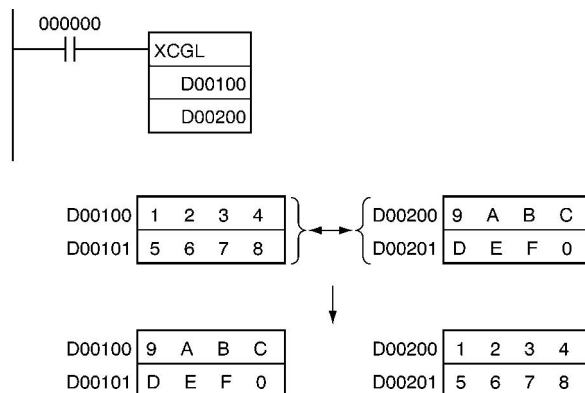 000000
XCGL
D00100
D00200
D00100 1 2 3 4 D00200 9 A B C
D00101 5 6 7 8 D00201 D E F 0
D00100 9 A B C D00200 1 2 3 4
D00101 D E F 0 D00201 5 6 7 8